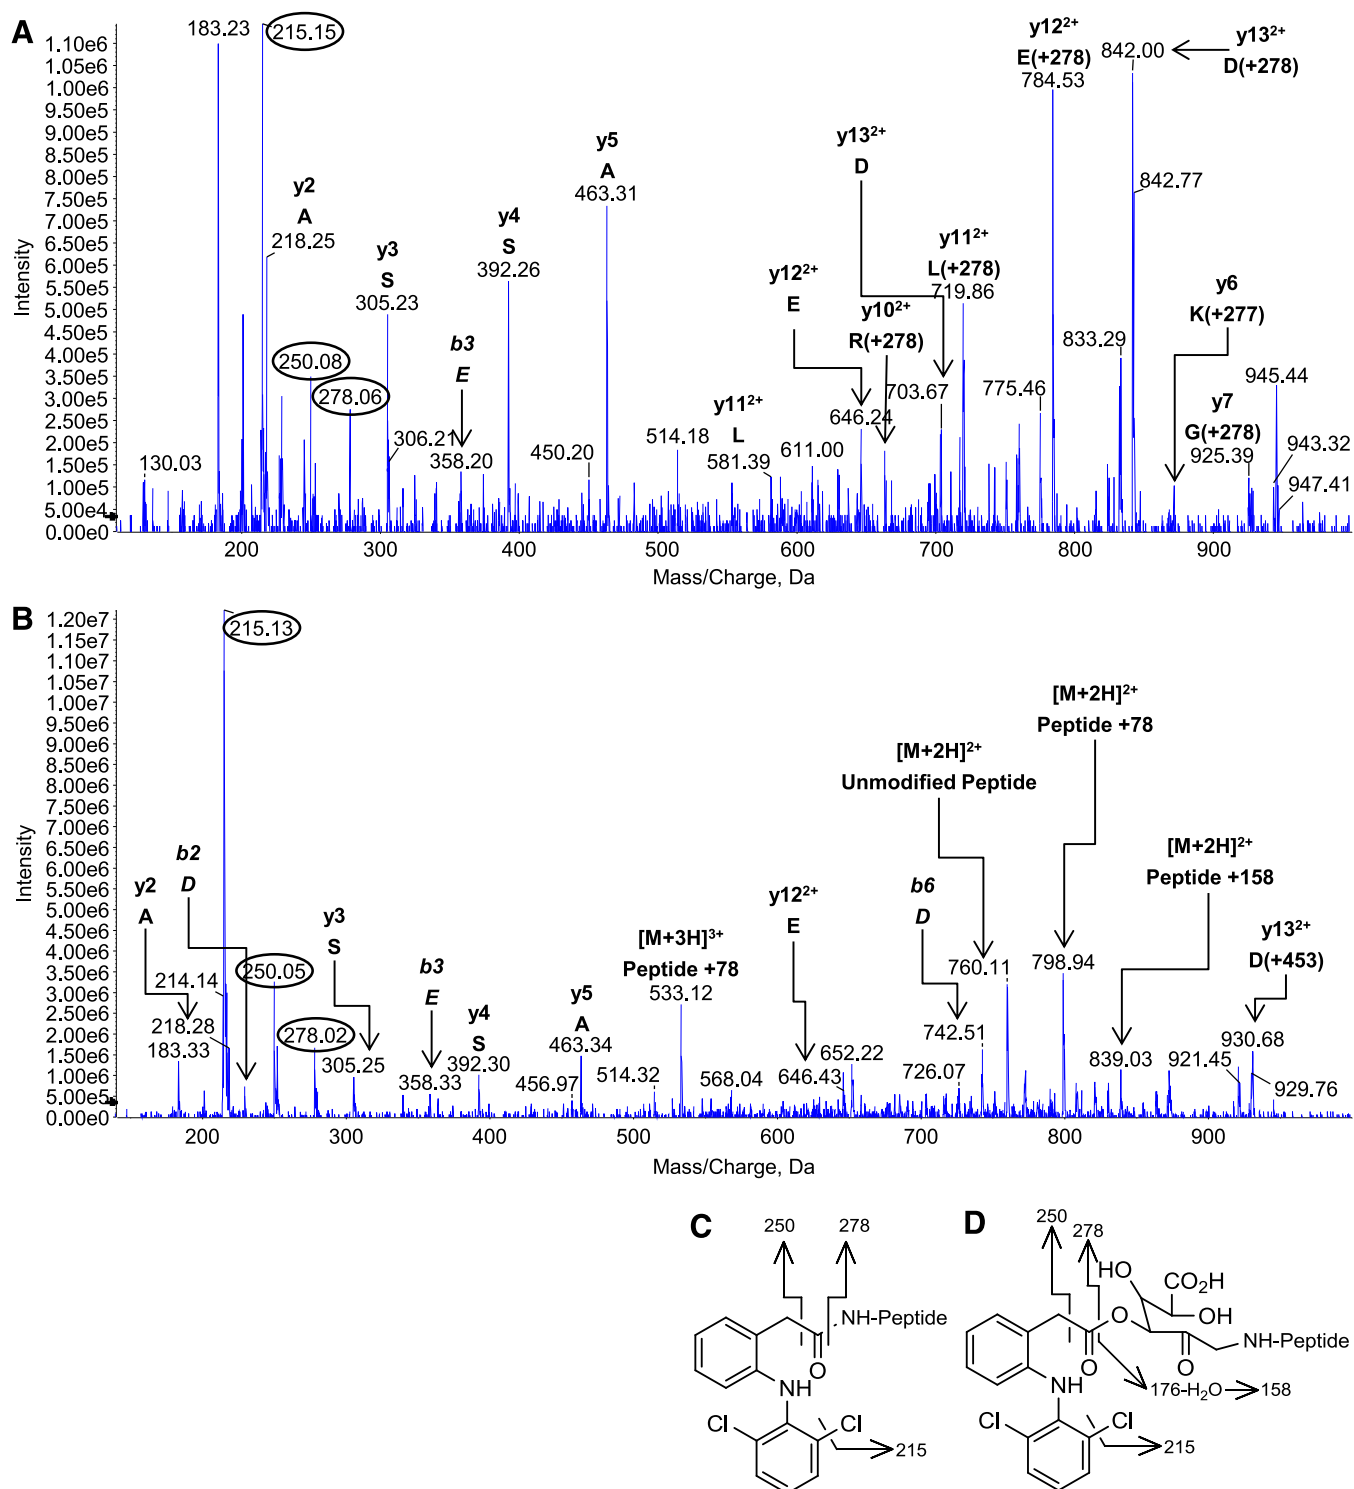 A
183.23
215.15
y12²⁺
E(+278)
784.53
842.00
y13²⁺
D(+278)
1.10e6
1.05e6
1.00e6
9.50e5
9.00e5
8.50e5
8.00e5
7.50e5
7.00e5
6.50e5
6.00e5
5.50e5
5.00e5
4.50e5
4.00e5
3.50e5
3.00e5
2.50e5
2.00e5
1.50e5
1.00e5
5.00e4
0.00e0
Intensity
y2
A
218.25
y3
S
305.23
y4
S
392.26
y5
A
463.31
y13²⁺
D
842.77
y11²⁺
L(+278)
719.86
y12²⁺
E
y10²⁺
R(+278)
y6
K(+277)
250.08
278.06
b3
E
306.21
358.20
450.20
514.18
y11²⁺
L
581.39
611.00
646.24
703.67
775.46
833.29
945.44
y7
G(+278)
925.39
943.32
947.41
130.03
200
300
400
500
600
700
800
900
Mass/Charge, Da
B
1.20e7
1.15e7
1.10e7
1.05e7
1.00e7
9.50e6
9.00e6
8.50e6
8.00e6
7.50e6
7.00e6
6.50e6
6.00e6
5.50e6
5.00e6
4.50e6
4.00e6
3.50e6
3.00e6
2.50e6
2.00e6
1.50e6
1.00e6
5.00e5
0.00e0
Intensity
215.13
[M+2H]²⁺
Peptide +78
[M+2H]²⁺
Unmodified Peptide
[M+2H]²⁺
Peptide +158
b2
D
y2
A
y3
S
214.14
218.28
183.33
250.05
278.02
305.25
b3
E
358.33
y4
S
392.30
y5
A
463.34
456.97
514.32
[M+3H]³⁺
Peptide +78
533.12
568.04
y12²⁺
E
646.43
652.22
b6
D
726.07
742.51
760.11
798.94
839.03
y13²⁺
D(+453)
930.68
921.45
929.76
200
300
400
500
600
700
800
900
Mass/Charge, Da
C
250
278
NH-Peptide
O
NH
Cl
Cl
215
D
250
278
HO
CO₂H
OH
O
O
O
NH-Peptide
176-H₂O
158
NH
Cl
Cl
215